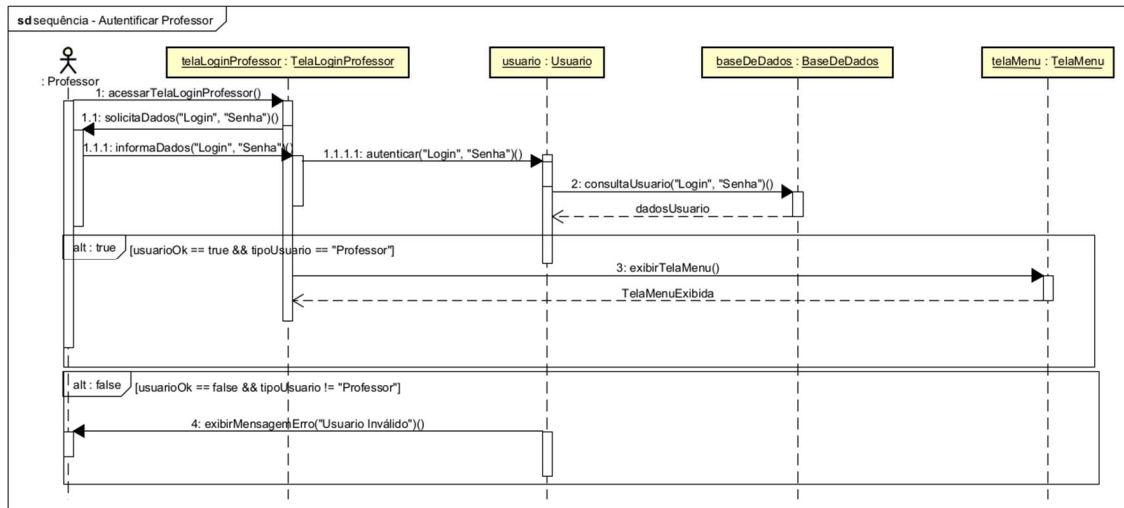 sd sequência - Autentificar Professor
: Professor
telaLoginProfessor : TelaLoginProfessor
usuario : Usuario
baseDeDados : BaseDeDados
telaMenu : TelaMenu
1: acessarTelaLoginProfessor()
1.1: solicitaDados("Login", "Senha")()
1.1.1: informaDados("Login", "Senha")()
1.1.1.1: autenticar("Login", "Senha")()
2: consultaUsuario("Login", "Senha")()
dadosUsuario
alt : true [usuarioOk == true && tipoUsuario == "Professor"]
3: exibirTelaMenu()
TelaMenuExibida
alt : false [usuarioOk == false && tipoUsuario != "Professor"]
4: exibirMensagemErro("Usuario Inválido")()